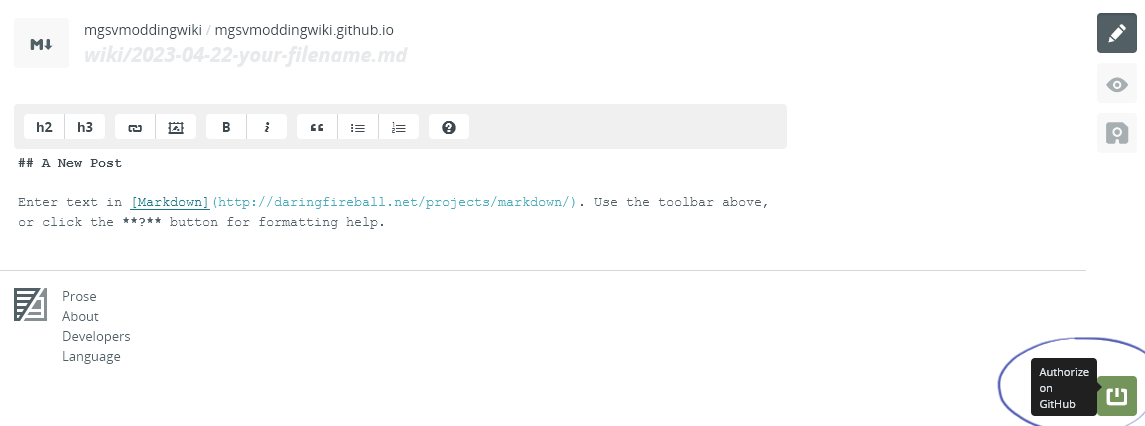 M
mgsvmoddingwiki / mgsvmoddingwiki.github.io
wiki/2023-04-22-your-filename.md
h2 h3 B i ?
## A New Post
Enter text in [Markdown](http://daringfireball.net/projects/markdown/). Use the toolbar above,
or click the **?** button for formatting help.
Prose
About
Developers
Language
Authorize
on
GitHub